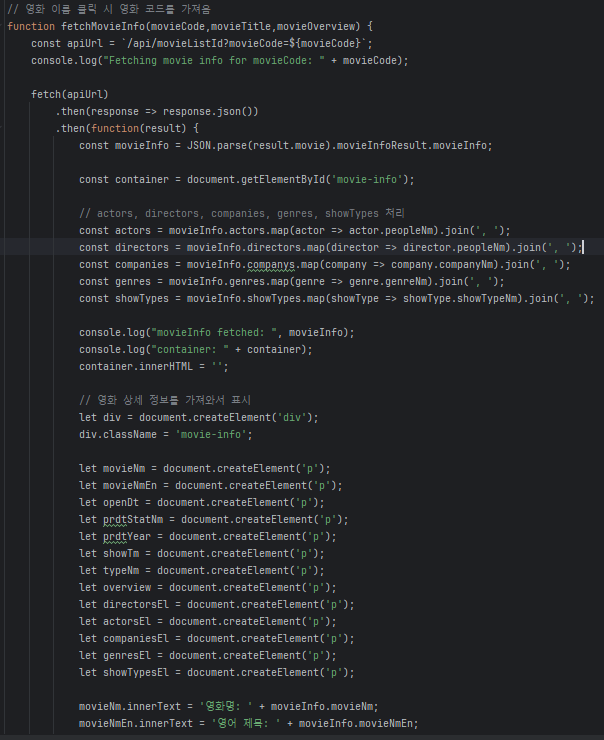 // 영화 이름 클릭 시 영화 코드를 가져옴
function fetchMovieInfo(movieCode,movieTitle,movieOverview) {
    const apiUrl = `/api/movieListId?movieCode=${movieCode}`;
    console.log("Fetching movie info for movieCode: " + movieCode);

    fetch(apiUrl)
        .then(response => response.json())
        .then(function(result) {
            const movieInfo = JSON.parse(result.movie).movieInfoResult.movieInfo;

            const container = document.getElementById('movie-info');

            // actors, directors, companies, genres, showTypes 처리
            const actors = movieInfo.actors.map(actor => actor.peopleNm).join(', ');
            const directors = movieInfo.directors.map(director => director.peopleNm).join(', ');
            const companies = movieInfo.companys.map(company => company.companyNm).join(', ');
            const genres = movieInfo.genres.map(genre => genre.genreNm).join(', ');
            const showTypes = movieInfo.showTypes.map(showType => showType.showTypeNm).join(', ');

            console.log("movieInfo fetched: ", movieInfo);
            console.log("container: " + container);
            container.innerHTML = '';

            // 영화 상세 정보를 가져와서 표시
            let div = document.createElement('div');
            div.className = 'movie-info';

            let movieNm = document.createElement('p');
            let movieNmEn = document.createElement('p');
            let openDt = document.createElement('p');
            let prdtStatNm = document.createElement('p');
            let prdtYear = document.createElement('p');
            let showTm = document.createElement('p');
            let typeNm = document.createElement('p');
            let overview = document.createElement('p');
            let directorsEl = document.createElement('p');
            let actorsEl = document.createElement('p');
            let companiesEl = document.createElement('p');
            let genresEl = document.createElement('p');
            let showTypesEl = document.createElement('p');

            movieNm.innerText = '영화명: ' + movieInfo.movieNm;
            movieNmEn.innerText = '영어 제목: ' + movieInfo.movieNmEn;